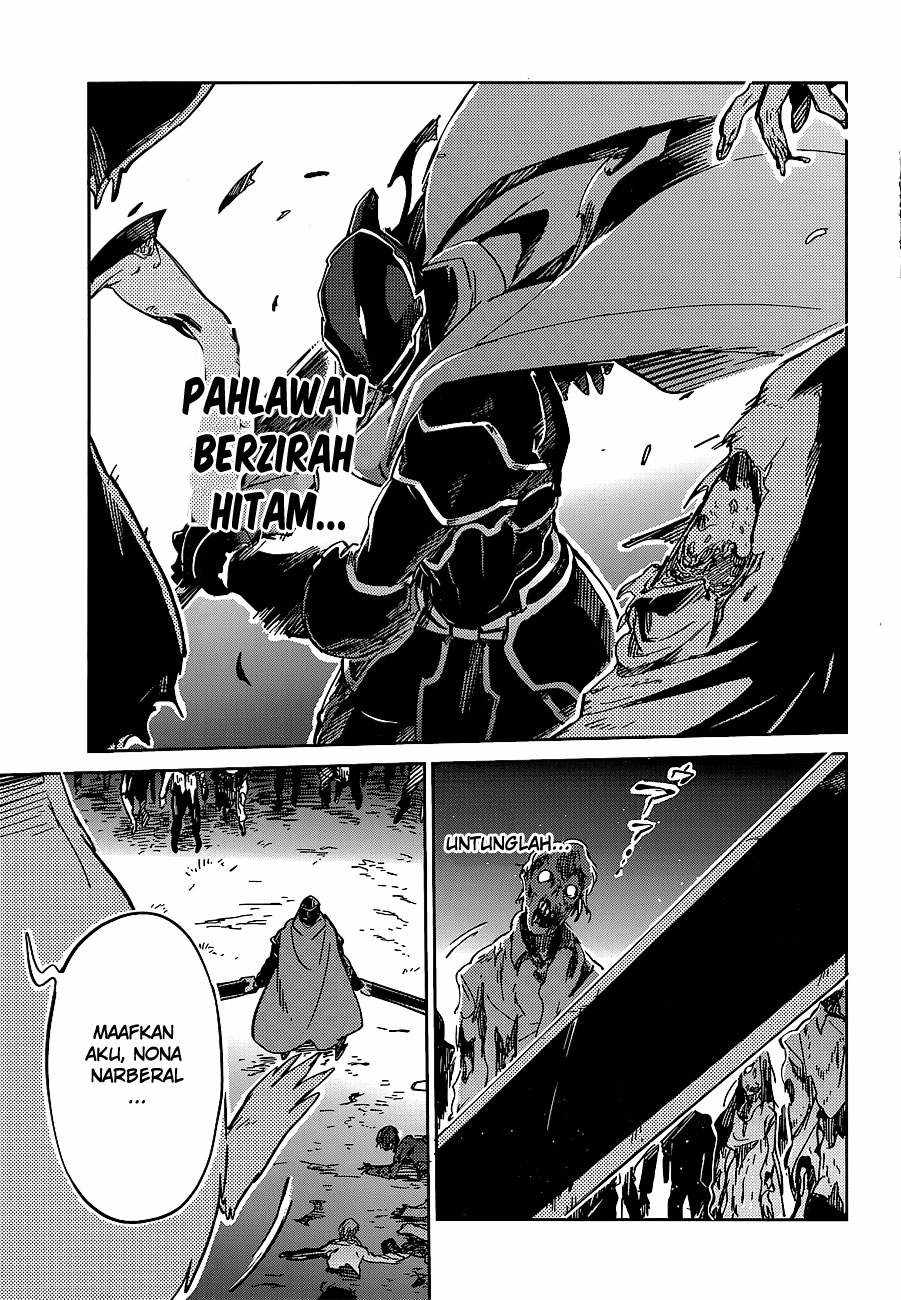 PAHLAWAN
BERZIRAH
HITAM...
UNTUNGLAH...
MAAFKAN
AKU, NONA
NARBERAL
...